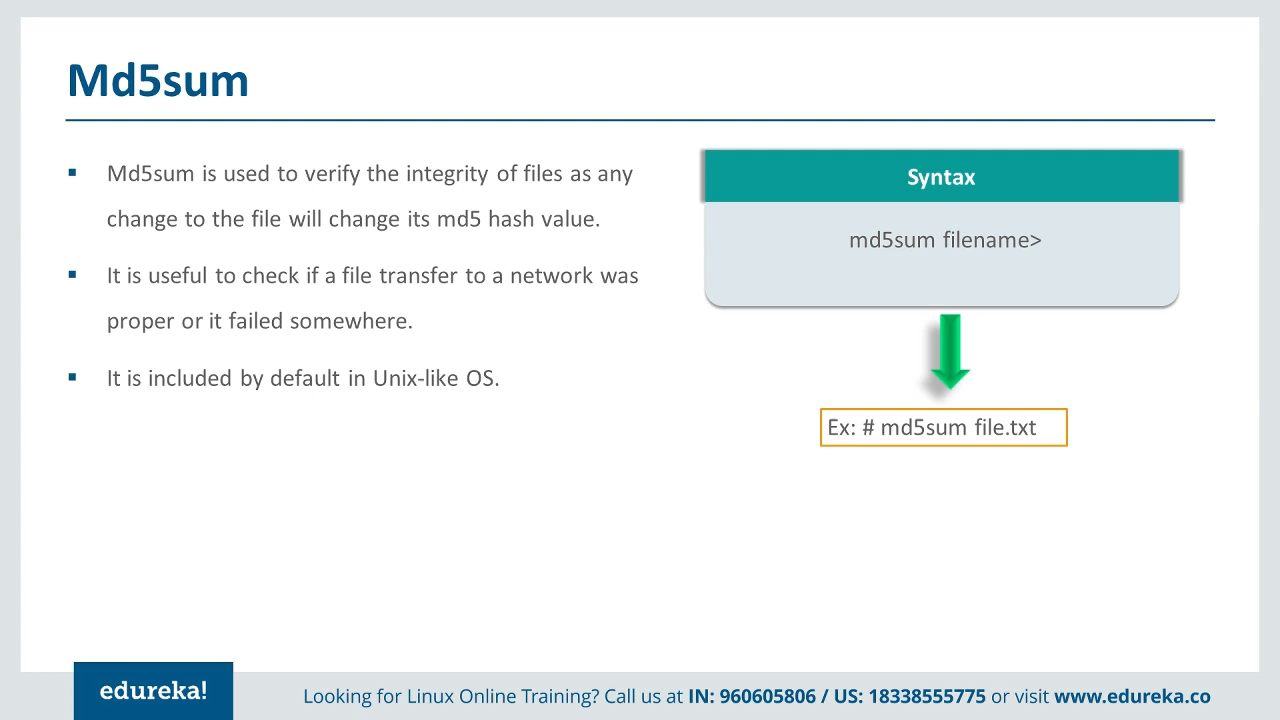 Md5sum
▪ Md5sum is used to verify the integrity of files as any
change to the file will change its md5 hash value.
▪ It is useful to check if a file transfer to a network was
proper or it failed somewhere.
▪ It is included by default in Unix-like OS.
Syntax
md5sum filename>
Ex: # md5sum file.txt
edureka!
Looking for Linux Online Training? Call us at IN: 960605806 / US: 18338555775 or visit www.edureka.co